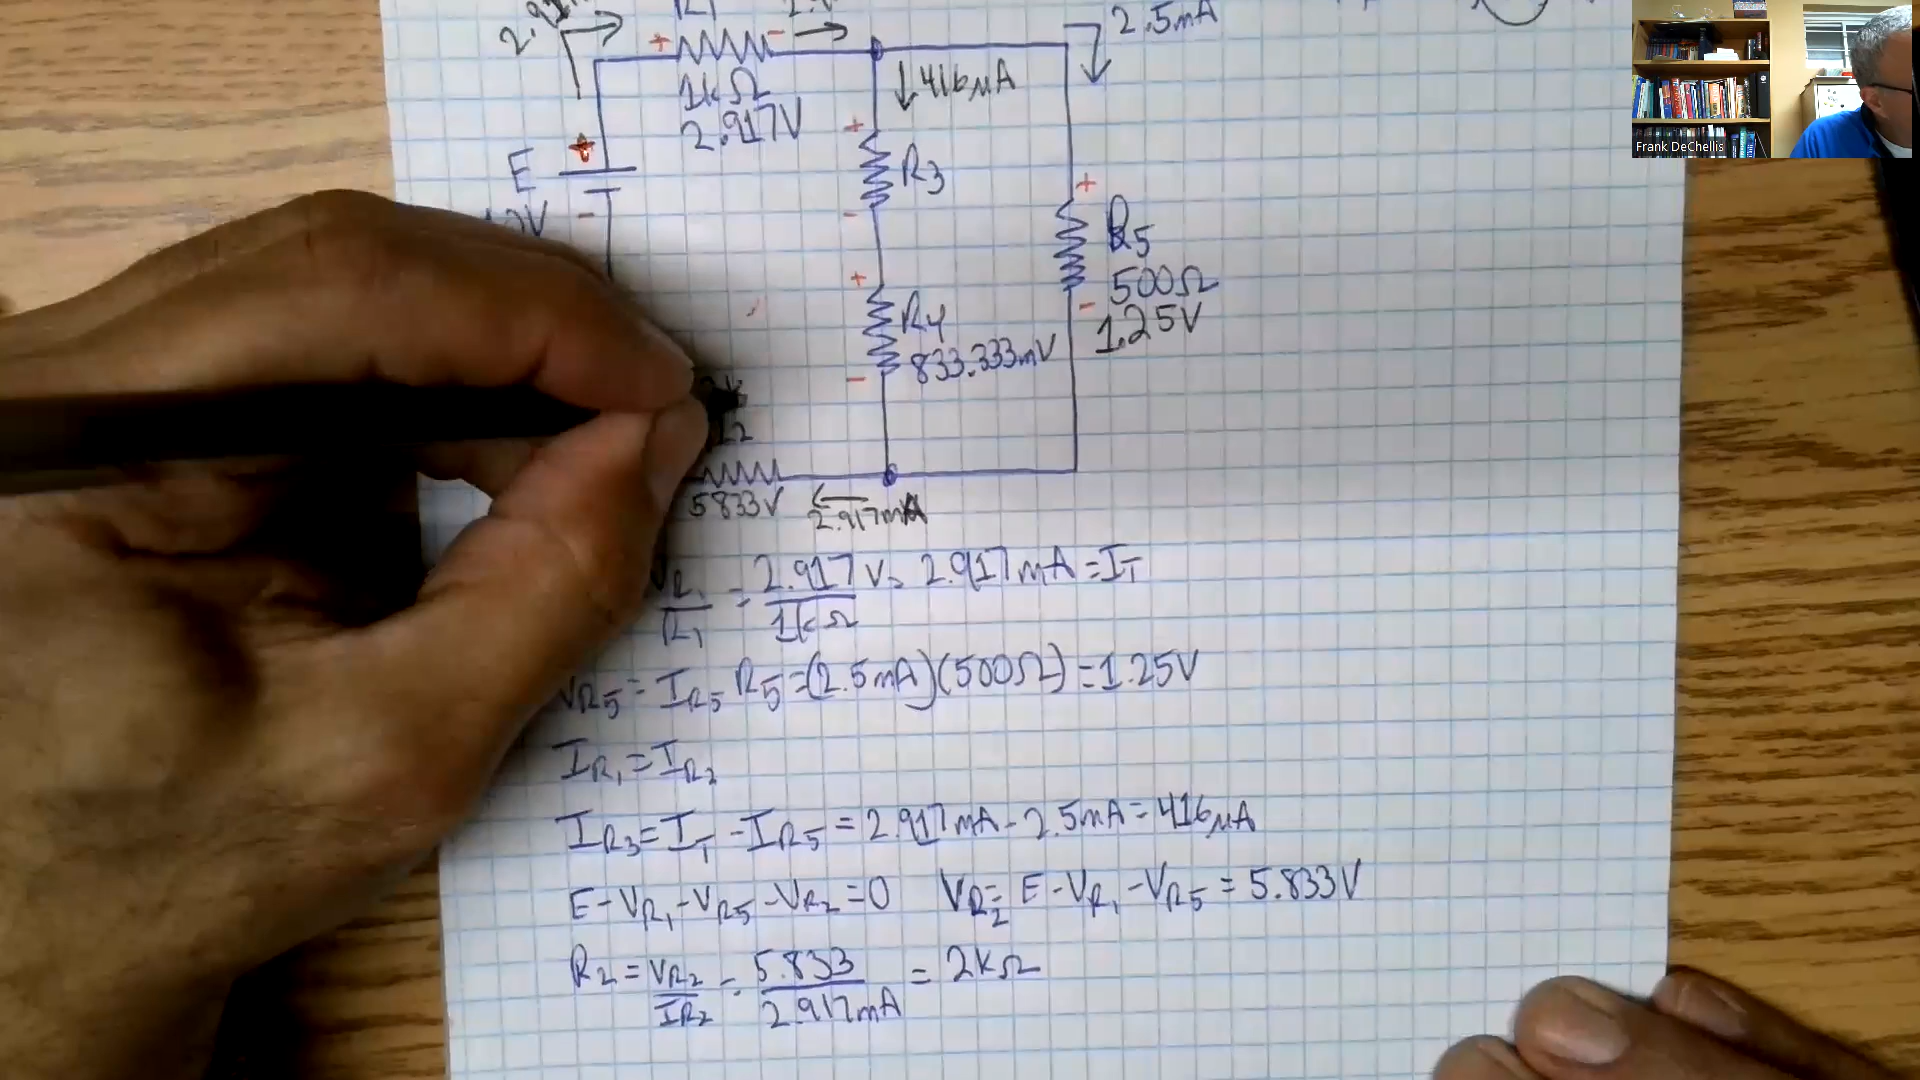 2.5mA
+ - →
1kΩ
2.917V
↓416μA
E
+
-
+
R3
-
+
R4
833.333mV
-
+
R5
500Ω
-
1.25V
5833V
2.917mA
VR1/R1 = 2.917V/1kΩ = 2.917mA = IT
VR5 = IR5 R5 = (2.5mA)(500Ω) = 1.25V
IR1 = IR2
IR3 = IT - IR5 = 2.917mA - 2.5mA = 416μA
E - VR1 - VR5 - VR2 = 0 VR2 = E - VR1 - VR5 = 5.833V
R2 = VR2/IR2 = 5.833/2.917mA = 2kΩ
Frank DeChellis